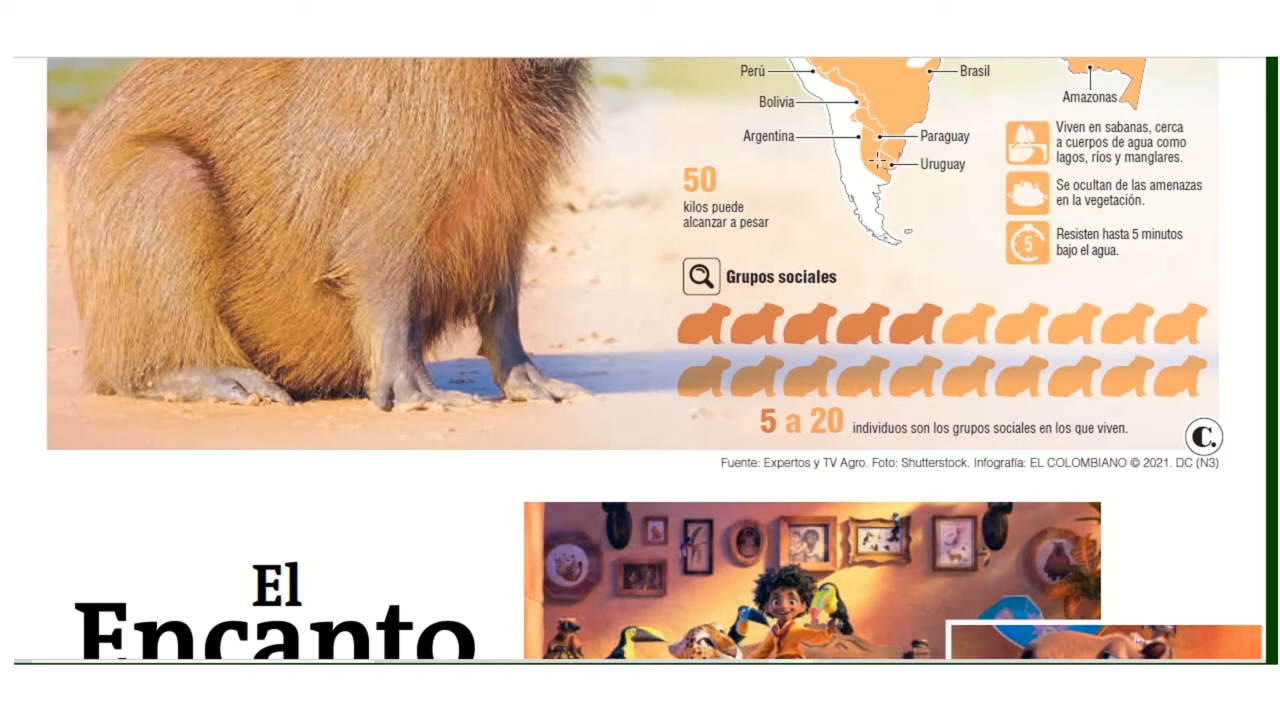 Perú
Brasil
Bolivia
Amazonas
Argentina
Paraguay
Uruguay
Viven en sabanas, cerca
a cuerpos de agua como
lagos, ríos y manglares.
50
kilos puede
alcanzar a pesar
Se ocultan de las amenazas
en la vegetación.
5
Resisten hasta 5 minutos
bajo el agua.
Grupos sociales
5 a 20 individuos son los grupos sociales en los que viven.
C.
Fuente: Expertos y TV Agro. Foto: Shutterstock. Infografía: EL COLOMBIANO © 2021. DC (N3)
El
Encanto